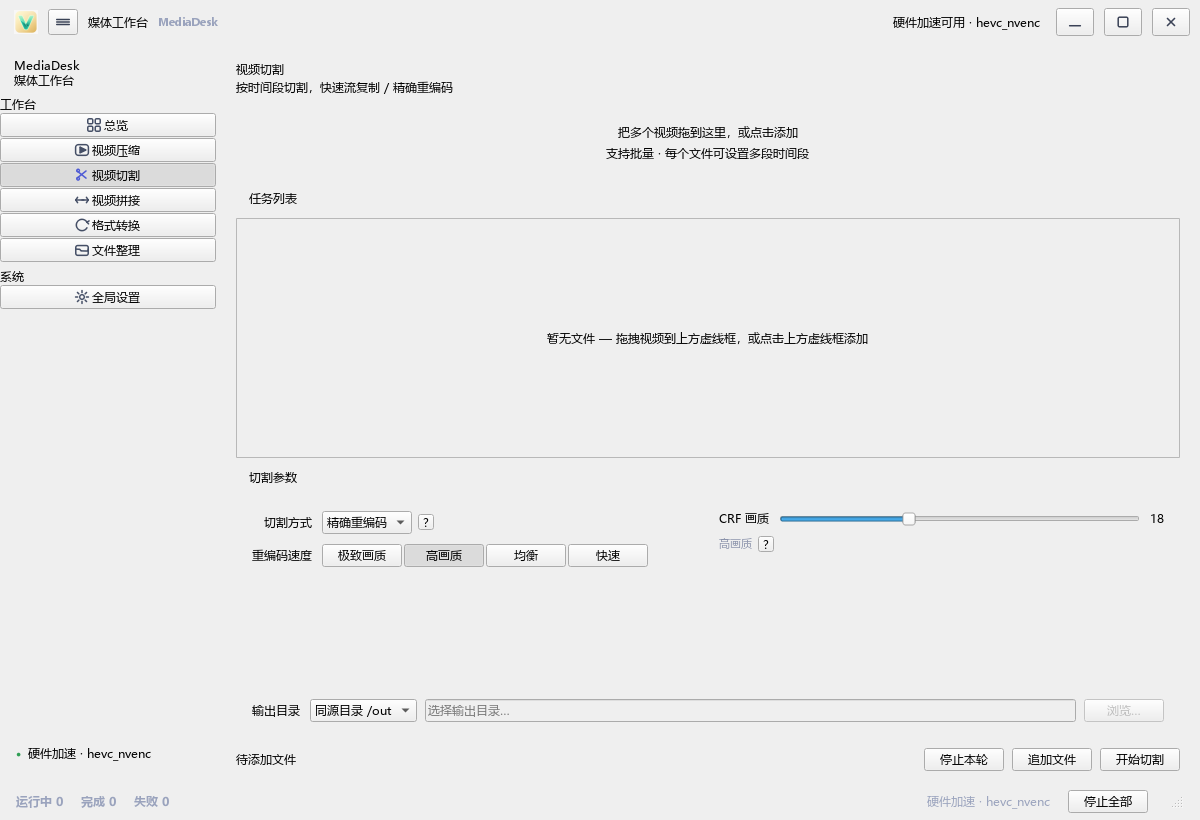 媒体工作台 MediaDesk
硬件加速可用 · hevc_nvenc
MediaDesk
媒体工作台
工作台
总览
视频压缩
视频切割
视频拼接
格式转换
文件整理
系统
全局设置
视频切割
按时间段切割，快速流复制 / 精确重编码
把多个视频拖到这里，或点击添加
支持批量 · 每个文件可设置多段时间段
任务列表
暂无文件 — 拖拽视频到上方虚线框，或点击上方虚线框添加
切割参数
切割方式 精确重编码 ?
重编码速度 极致画质 高画质 均衡 快速
CRF 画质 18
高画质 ?
输出目录 同源目录 /out 选择输出目录... 浏览...
• 硬件加速 · hevc_nvenc
待添加文件 停止本轮 追加文件 开始切割
运行中 0 完成 0 失败 0
硬件加速 · hevc_nvenc 停止全部